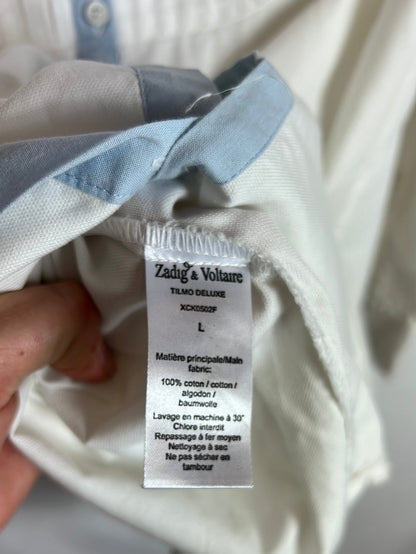 Zadig & Voltaire
TILMO DELUXE
XCK0502F
L
Matière principale/Main
fabric:
100% coton / cotton /
algodon /
baumwolle
Lavage en machine à 30°
Chlore interdit
Repassage à fer moyen
Nettoyage à sec
Ne pas sécher en
tambour